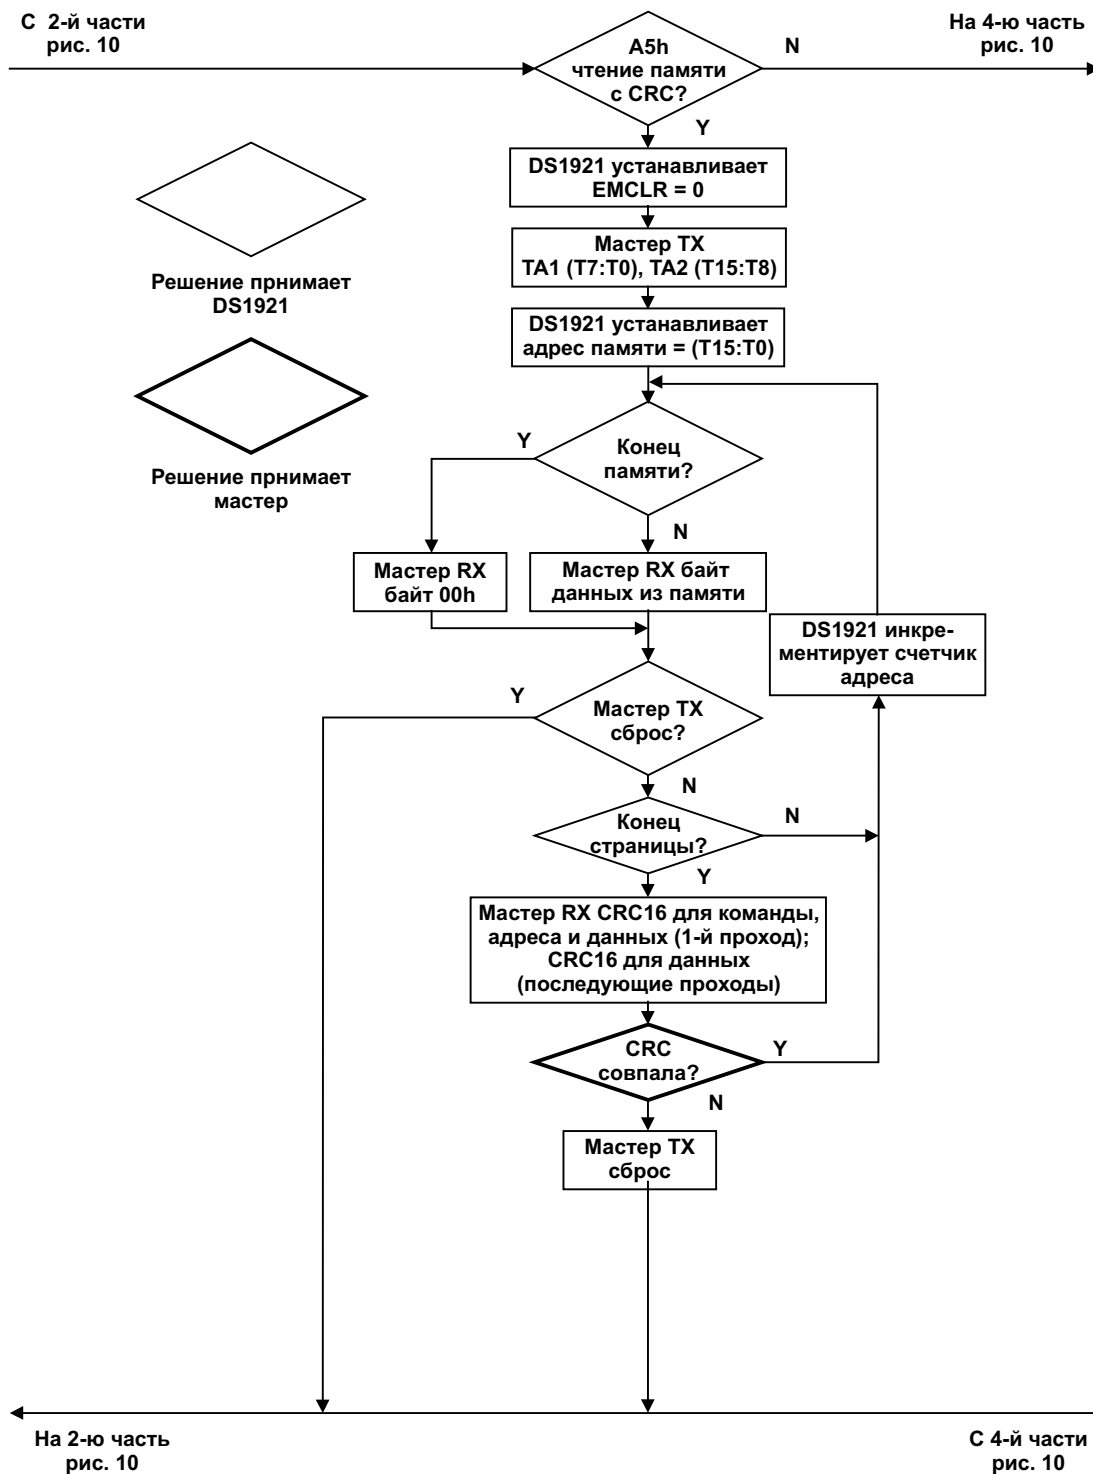 С 2-й части
рис. 10
На 4-ю часть
рис. 10
A5h
чтение памяти
с CRC?
N
Y
DS1921 устанавливает
EMCLR = 0
Мастер TX
TA1 (T7:T0), TA2 (T15:T8)
Решение прнимает
DS1921
DS1921 устанавливает
адрес памяти = (T15:T0)
Решение прнимает
мастер
Y
Конец
памяти?
N
Мастер RX
байт 00h
Мастер RX байт
данных из памяти
DS1921 инкре-
ментирует счетчик
адреса
Y
Мастер TX
сброс?
N
Конец
страницы?
N
Y
Мастер RX CRC16 для команды,
адреса и данных (1-й проход);
CRC16 для данных
(последующие проходы)
CRC
совпала?
Y
N
Мастер TX
сброс
На 2-ю часть
рис. 10
С 4-й части
рис. 10